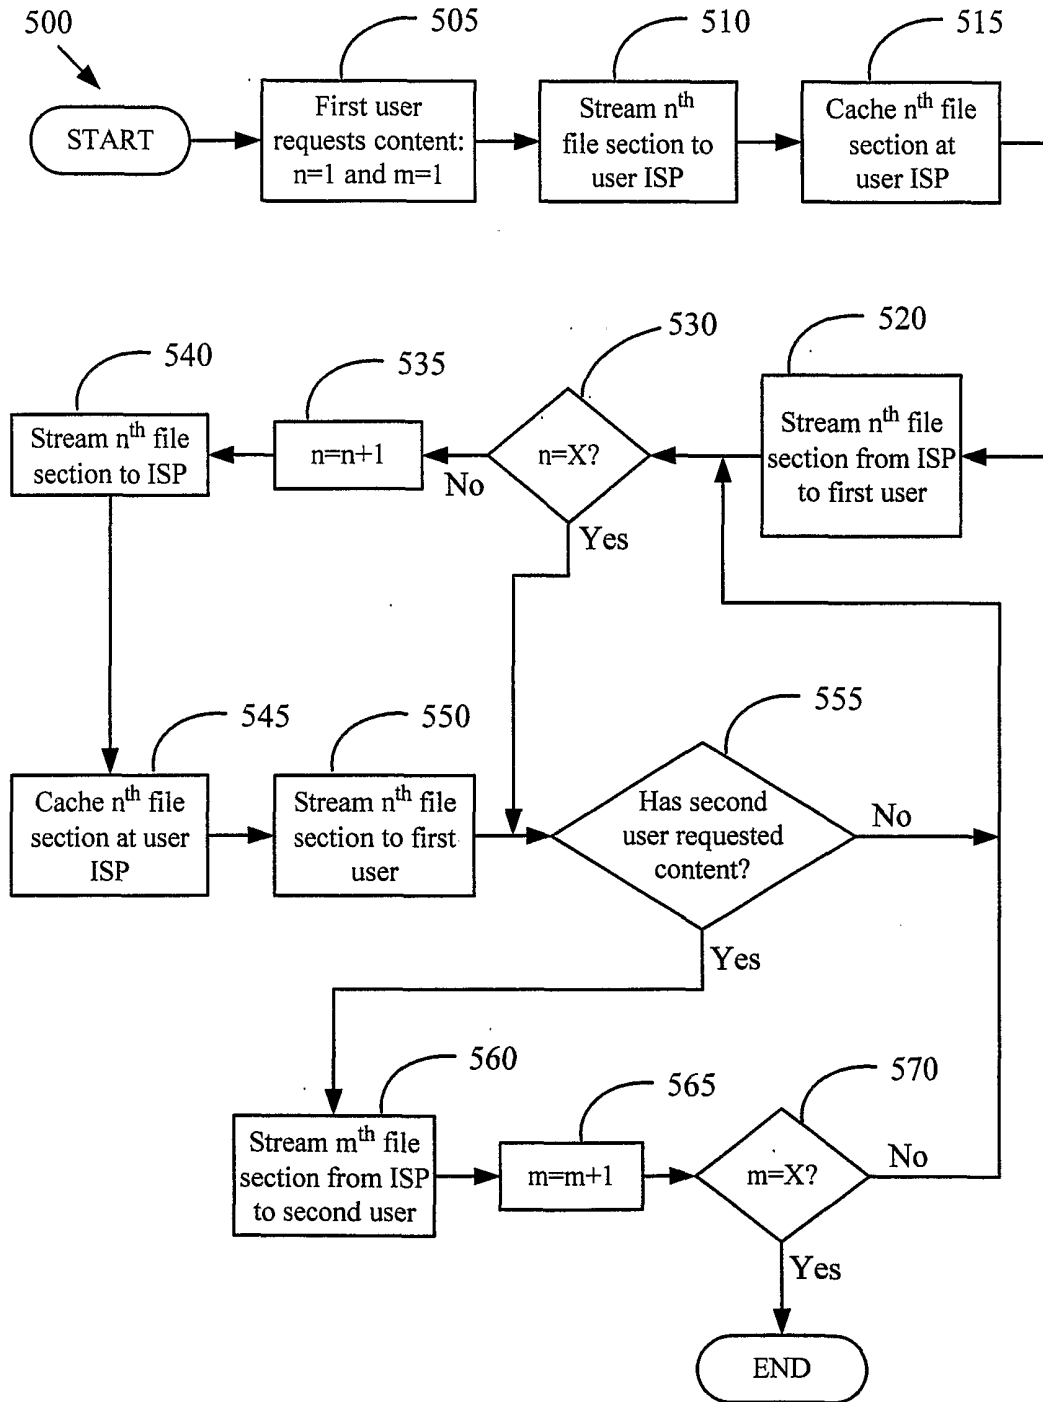 500
505
510
515
START
First user
requests content:
n=1 and m=1
Stream nth
file section to
user ISP
Cache nth file
section at
user ISP
540
535
530
520
Stream nth file
section to ISP
n=n+1
No
n=X?
Yes
Stream nth file
section from ISP
to first user
545
550
555
Cache nth file
section at user
ISP
Stream nth file
section to first
user
Has second
user requested
content?
No
Yes
560
565
570
Stream mth file
section from ISP
to second user
m=m+1
m=X?
No
Yes
END